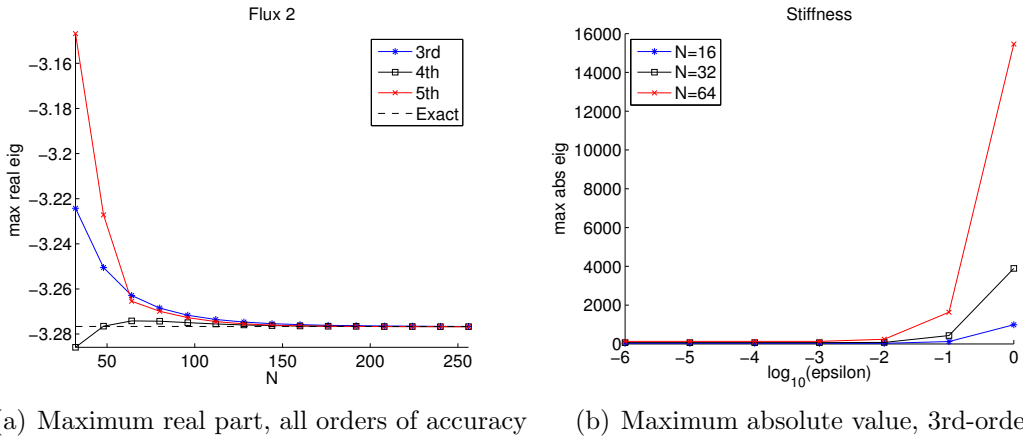 Flux 2
−3.16
−3.18
−3.2
−3.22
−3.24
−3.26
−3.28
max real eig
50
100
150
200
250
N
3rd
4th
5th
Exact
Stiffness
16000
14000
12000
10000
8000
6000
4000
2000
0
max abs eig
−6
−5
−4
−3
−2
−1
0
log10(epsilon)
N=16
N=32
N=64
a) Maximum real part, all orders of accuracy
(b) Maximum absolute value, 3rd-orde